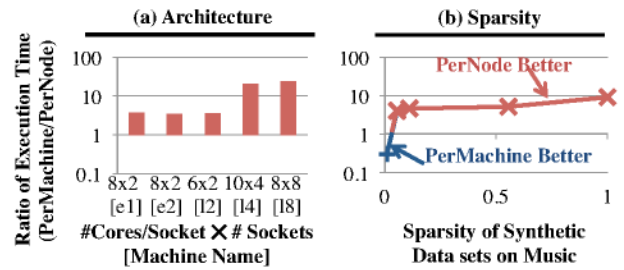 (a) Architecture
Ratio of Execution Time
(PerMachine/PerNode)
100
10
1
0.1
8x2 8x2 6x2 10x4 8x8
[e1] [e2] [l2] [l4] [l8]
#Cores/Socket ✕ # Sockets
[Machine Name]
(b) Sparsity
100
10
1
0.1
PerNode Better
PerMachine Better
0 0.5 1
Sparsity of Synthetic
Data sets on Music